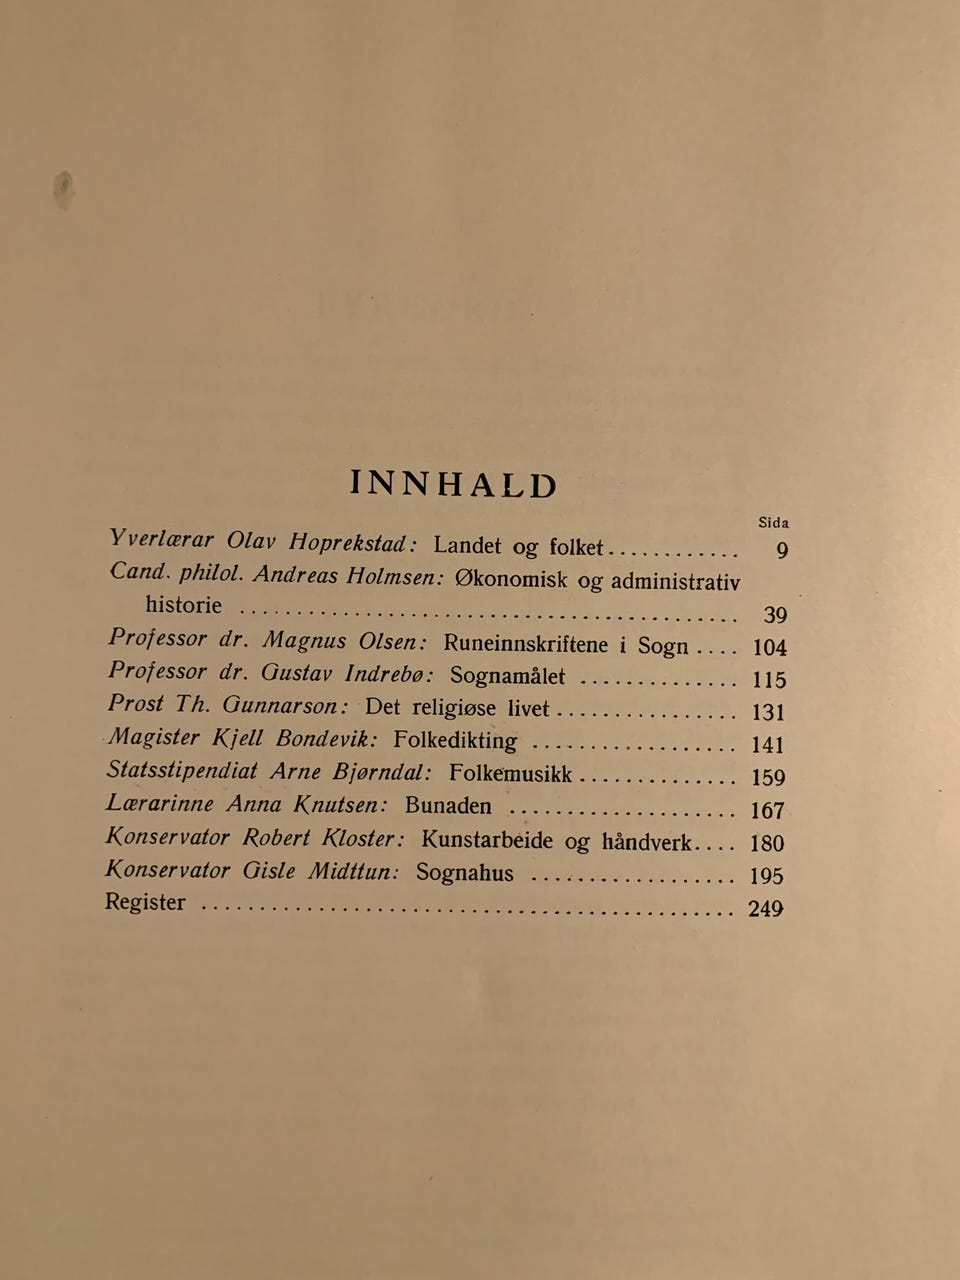 INNHALD
Sida
Yverlærar Olav Hoprekstad: Landet og folket............ 9
Cand. philol. Andreas Holmsen: Økonomisk og administrativ
historie ............................................ 39
Professor dr. Magnus Olsen: Runeinnskriftene i Sogn .... 104
Professor dr. Gustav Indrebø: Sognamålet .............. 115
Prost Th. Gunnarson: Det religiøse livet ................ 131
Magister Kjell Bondevik: Folkedikting .................. 141
Statsstipendiat Arne Bjørndal: Folkemusikk .............. 159
Lærarinne Anna Knutsen: Bunaden .................... 167
Konservator Robert Kloster: Kunstarbeide og håndverk.... 180
Konservator Gisle Midttun: Sognahus .................. 195
Register ............................................... 249